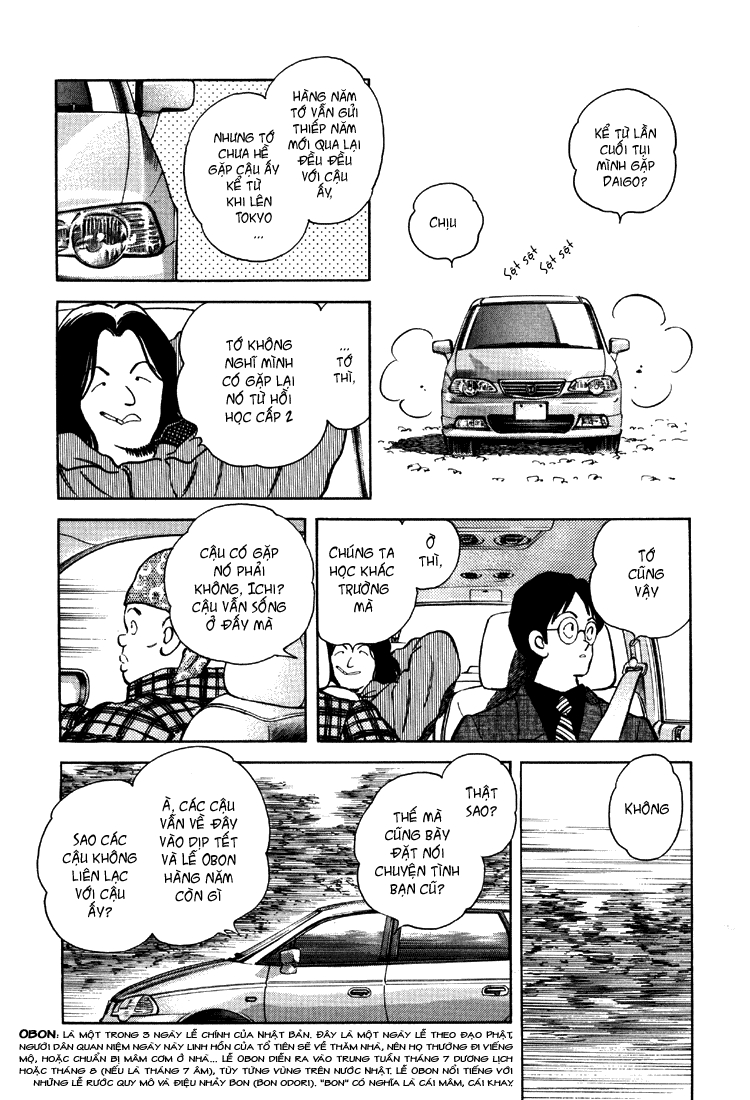 KỂ TỪ LẦN
CUỐI TỤI
MÌNH GẶP
DAIGO?
CHỊU
Sột sột
Sột sột
HÀNG NĂM
TỚ VẪN GỬI
THIẾP NĂM
MỚI QUA LẠI
ĐỀU ĐỀU
VỚI CẬU
ẤY,
NHƯNG TỚ
CHƯA HỀ
GẶP CẬU ẤY
KỂ TỪ
KHI LÊN
TOKYO
...
...
TỚ
THÌ,
TỚ KHÔNG
NGHĨ MÌNH
CÓ GẶP LẠI
NÓ TỪ HỒI
HỌC CẤP 2
TỚ
CŨNG
VẬY
Ờ
THÌ,
CHÚNG TA
HỌC KHÁC
TRƯỜNG
MÀ
CẬU CÓ GẶP
NÓ PHẢI
KHÔNG, ICHI?
CẬU VẪN SỐNG
Ở ĐẤY MÀ
KHÔNG
THẬT
SAO?
THẾ MÀ
CŨNG BÀY
ĐẶT NÓI
CHUYỆN TÌNH
BẠN CŨ?
À, CÁC CẬU
VẪN VỀ ĐÂY
VÀO DỊP TẾT
VÀ LỄ OBON
HÀNG NĂM
CÒN GÌ
SAO CÁC
CẬU KHÔNG
LIÊN LẠC
VỚI CẬU
ẤY?
OBON: LÀ MỘT TRONG 3 NGÀY LỄ CHÍNH CỦA NHẬT BẢN. ĐÂY LÀ MỘT NGÀY LỄ THEO ĐẠO PHẬT,
NGƯỜI DÂN QUAN NIỆM NGÀY NÀY LINH HỒN CỦA TỔ TIÊN SẼ VỀ THĂM NHÀ, NÊN HỌ THƯỜNG ĐI VIẾNG
MỘ, HOẶC CHUẨN BỊ MÂM CƠM Ở NHÀ... LỄ OBON DIỄN RA VÀO TRUNG TUẦN THÁNG 7 DƯƠNG LỊCH
HOẶC THÁNG 8 (NẾU LÀ THÁNG 7 ÂM), TÙY TỪNG VÙNG TRÊN NƯỚC NHẬT. LỄ OBON NỔI TIẾNG VỚI
NHỮNG LỄ RƯỚC QUY MÔ VÀ ĐIỆU NHẢY BON (BON ODORI). "BON" CÓ NGHĨA LÀ CÁI MÂM, CÁI KHAY.